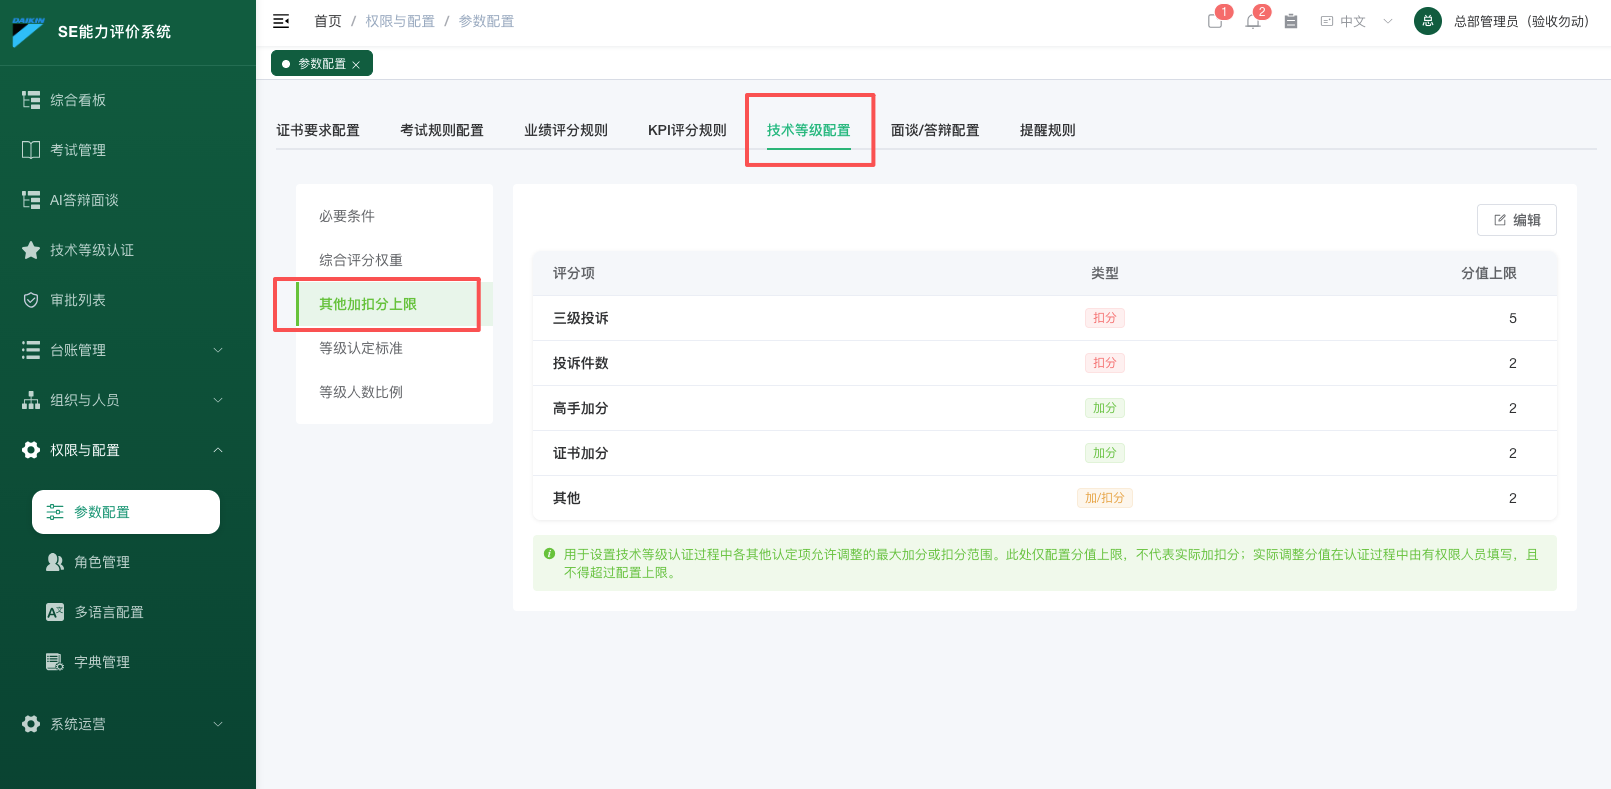 DAIKIN
SE能力评价系统
综合看板
考试管理
AI答辩面谈
技术等级认证
审批列表
台账管理
组织与人员
权限与配置
参数配置
角色管理
多语言配置
字典管理
系统运营
首页 / 权限与配置 / 参数配置
1
2
中文
总
总部管理员（验收勿动）
参数配置
证书要求配置
考试规则配置
业绩评分规则
KPI评分规则
技术等级配置
面谈/答辩配置
提醒规则
必要条件
综合评分权重
其他加扣分上限
等级认定标准
等级人数比例
编辑
评分项 类型 分值上限
三级投诉 扣分 5
投诉件数 扣分 2
高手加分 加分 2
证书加分 加分 2
其他 加/扣分 2
用于设置技术等级认证过程中各其他认定项允许调整的最大加分或扣分范围。此处仅配置分值上限，不代表实际加扣分；实际调整分值在认证过程中由有权限人员填写，且
不得超过配置上限。